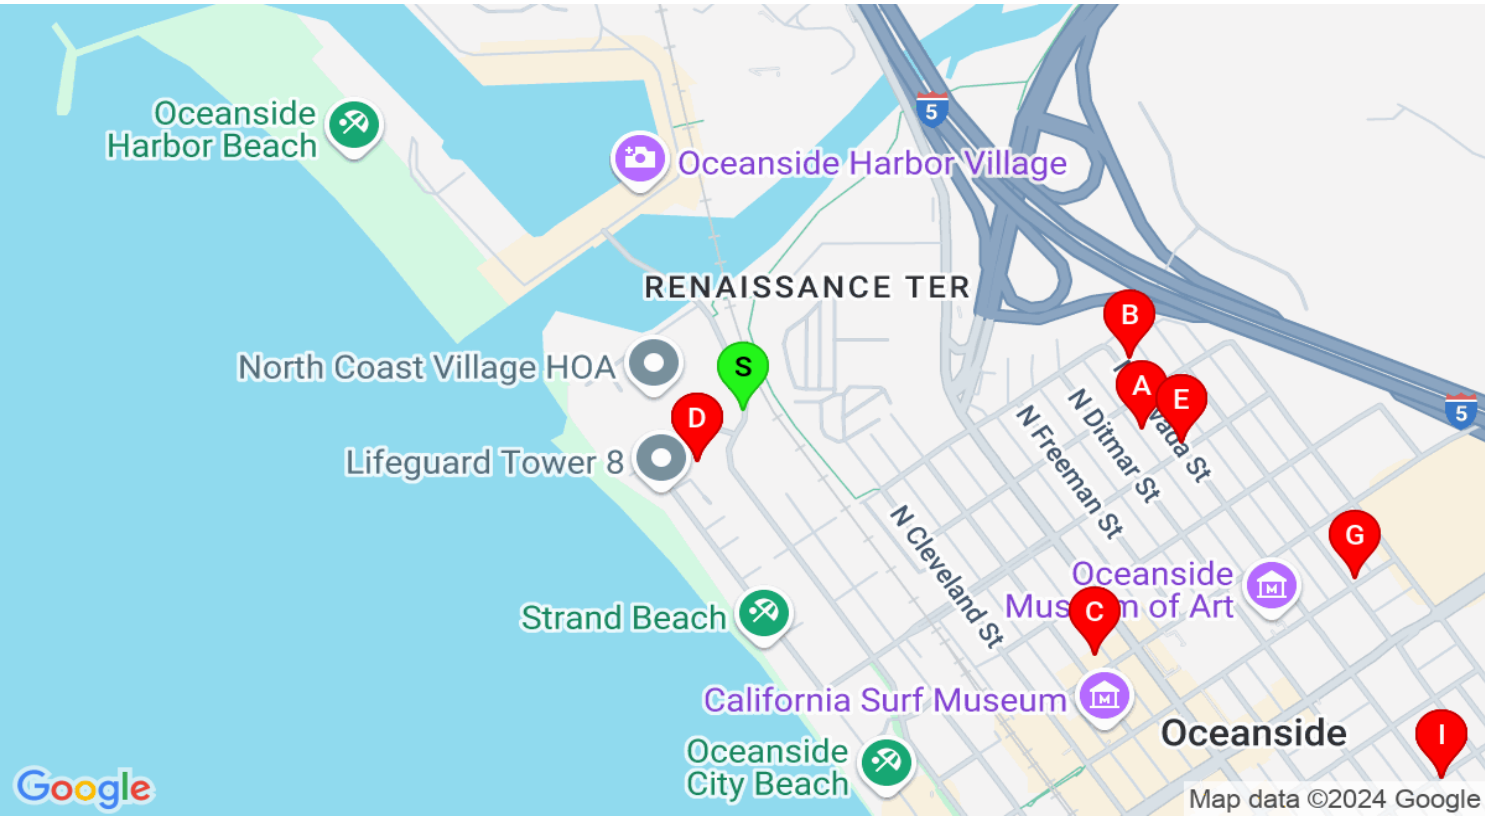 Oceanside
Harbor Beach
5
Oceanside Harbor Village
RENAISSANCE TER
B
North Coast Village HOA
S
A
E
5
D
N Ditmar St
N Freeman St
Lifeguard Tower 8
N Cleveland St
G
Oceanside
Museum of Art
C
Strand Beach
California Surf Museum
Oceanside
I
Oceanside
City Beach
Google
Map data ©2024 Google